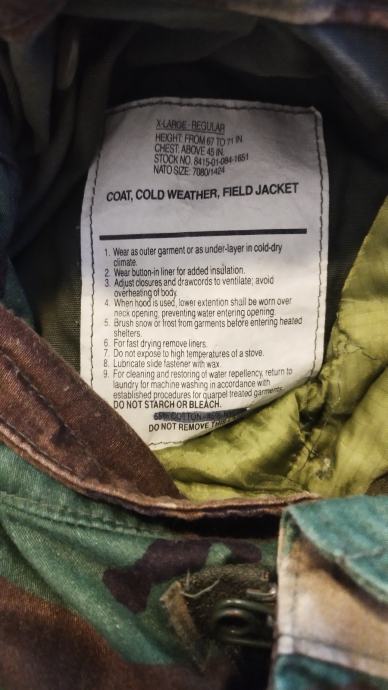 X-LARGE - REGULAR
HEIGHT: FROM 67 TO 71 IN.
CHEST: ABOVE 45 IN.
STOCK NO. 8415-01-084-1651
NATO SIZE: 7080/1424
COAT, COLD WEATHER, FIELD JACKET
1. Wear as outer garment or as under-layer in cold-dry
climate.
2. Wear button-in liner for added insulation.
3. Adjust closures and drawcords to ventilate; avoid
overheating of body.
4. When hood is used, lower extention shall be worn over
neck opening, preventing water entering opening.
5. Brush snow or frost from garments before entering heated
shelters.
6. For fast drying remove liners.
7. Do not expose to high temperatures of a stove.
8. Lubricate side fastener with wax.
9. For cleaning and restoring of water repellency, return to
laundry for machine washing in accordance with
established procedures for quarpel treated garments.
DO NOT STARCH OR BLEACH.
COTTON
DO NOT REMOVE THIS